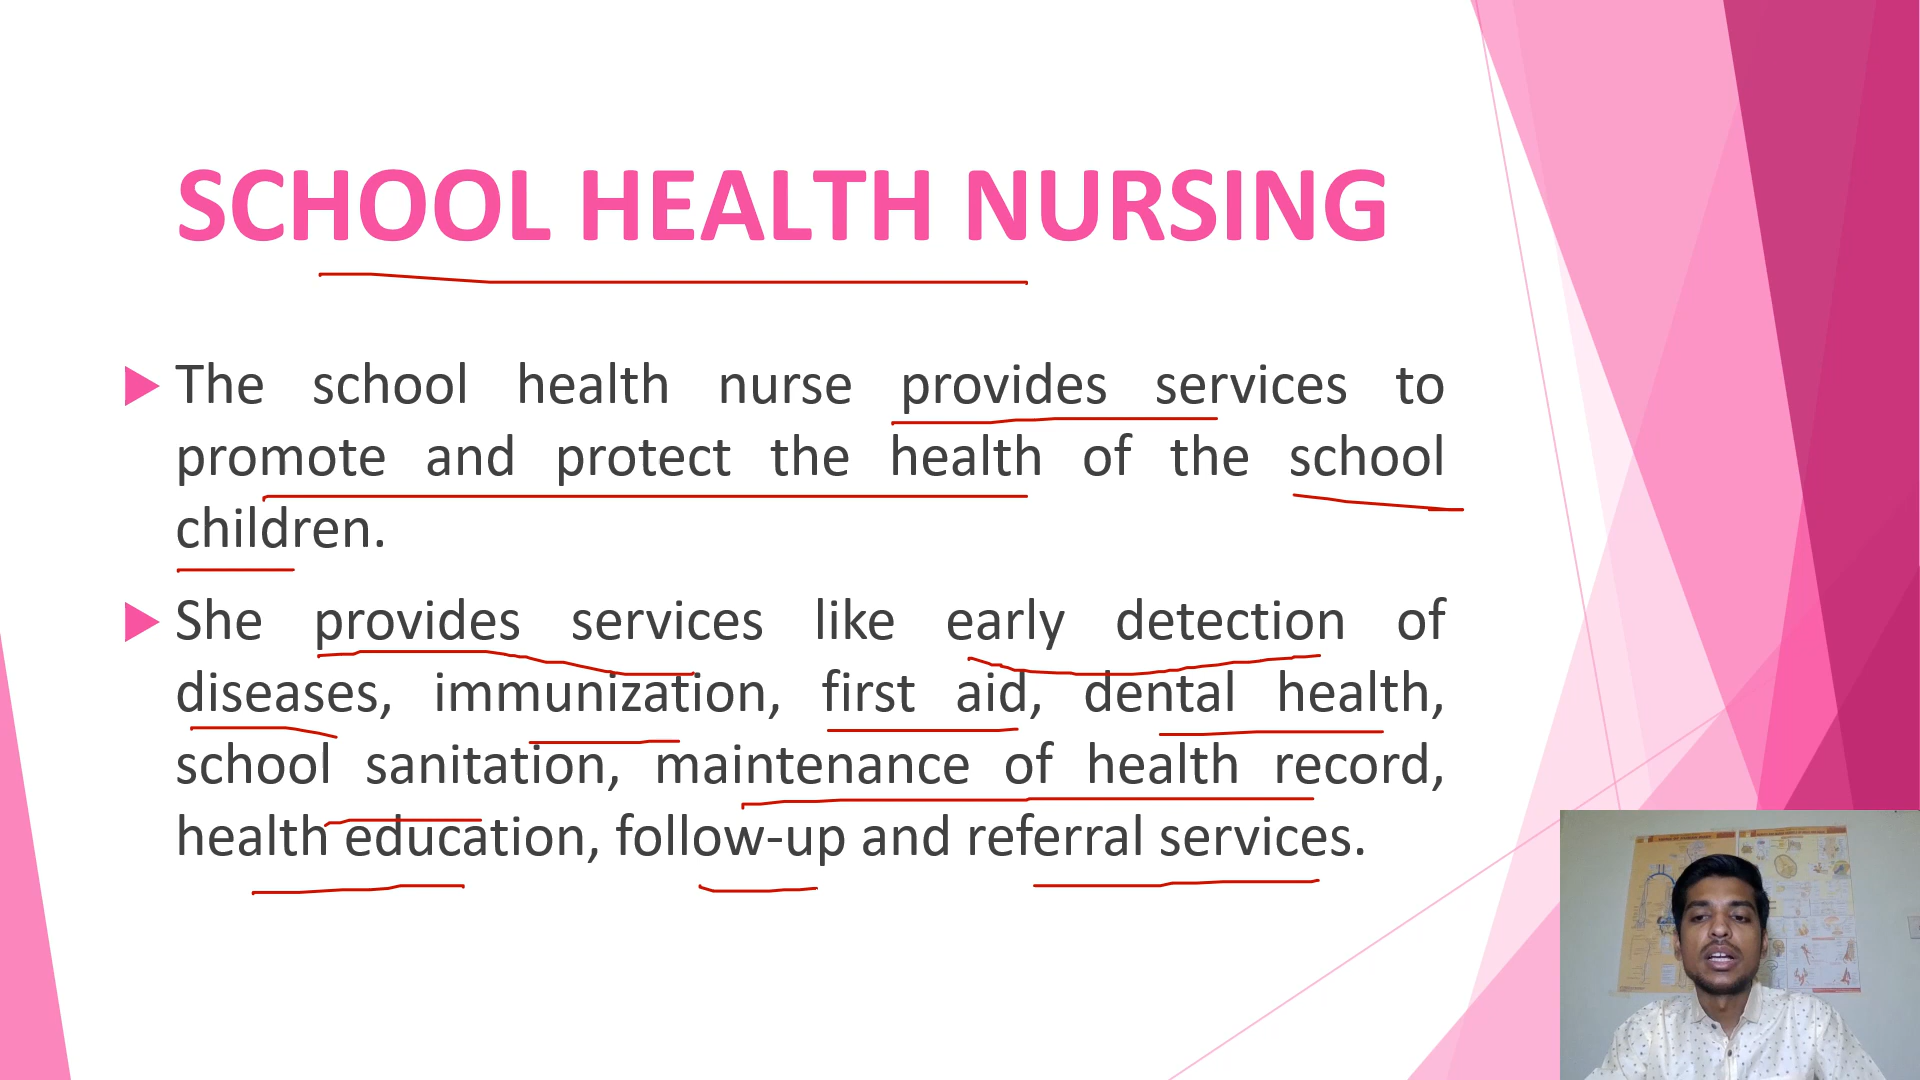 SCHOOL HEALTH NURSING
The school health nurse provides services to
promote and protect the health of the school
children.
She provides services like early detection of
diseases, immunization, first aid, dental health,
school sanitation, maintenance of health record,
health education, follow-up and referral services.